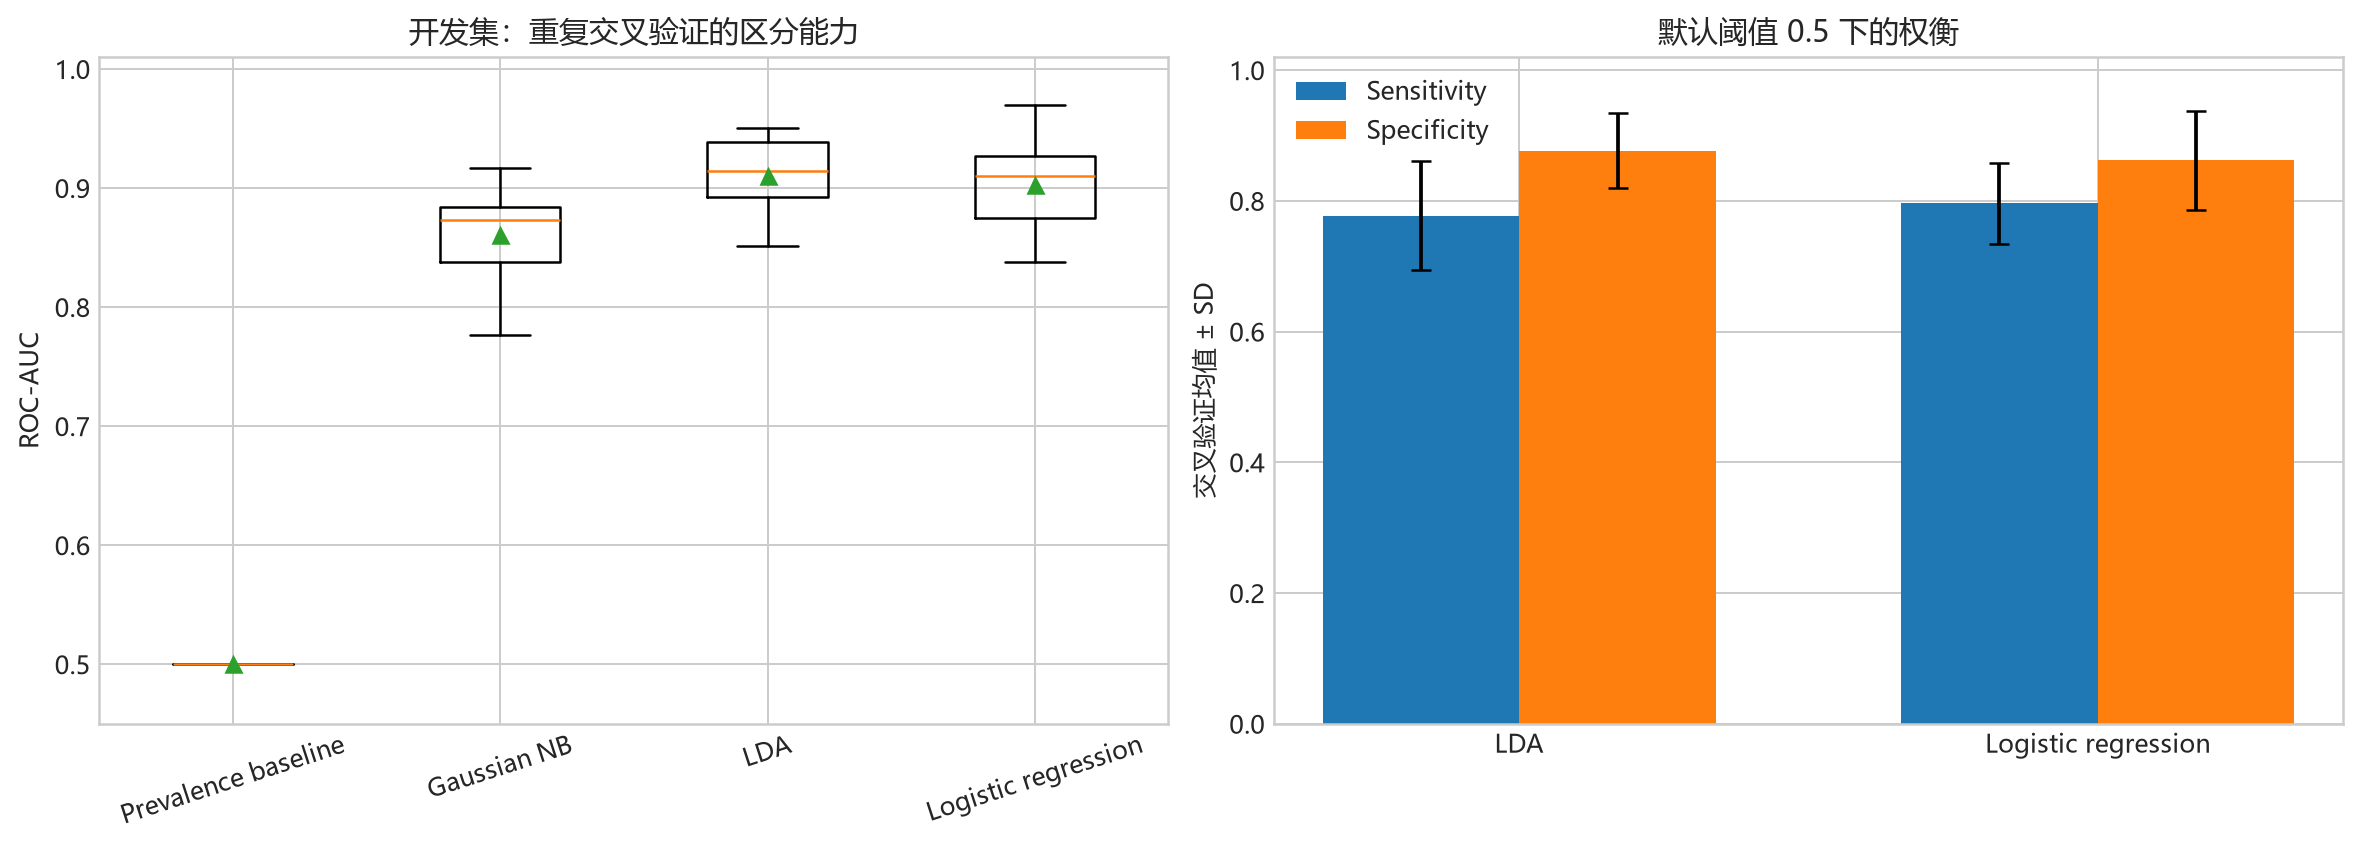 开发集：重复交叉验证的区分能力
ROC-AUC
1.0
0.9
0.8
0.7
0.6
0.5
Prevalence baseline
Gaussian NB
LDA
Logistic regression
默认阈值 0.5 下的权衡
交叉验证均值 ± SD
1.0
0.8
0.6
0.4
0.2
0.0
Sensitivity
Specificity
LDA
Logistic regression